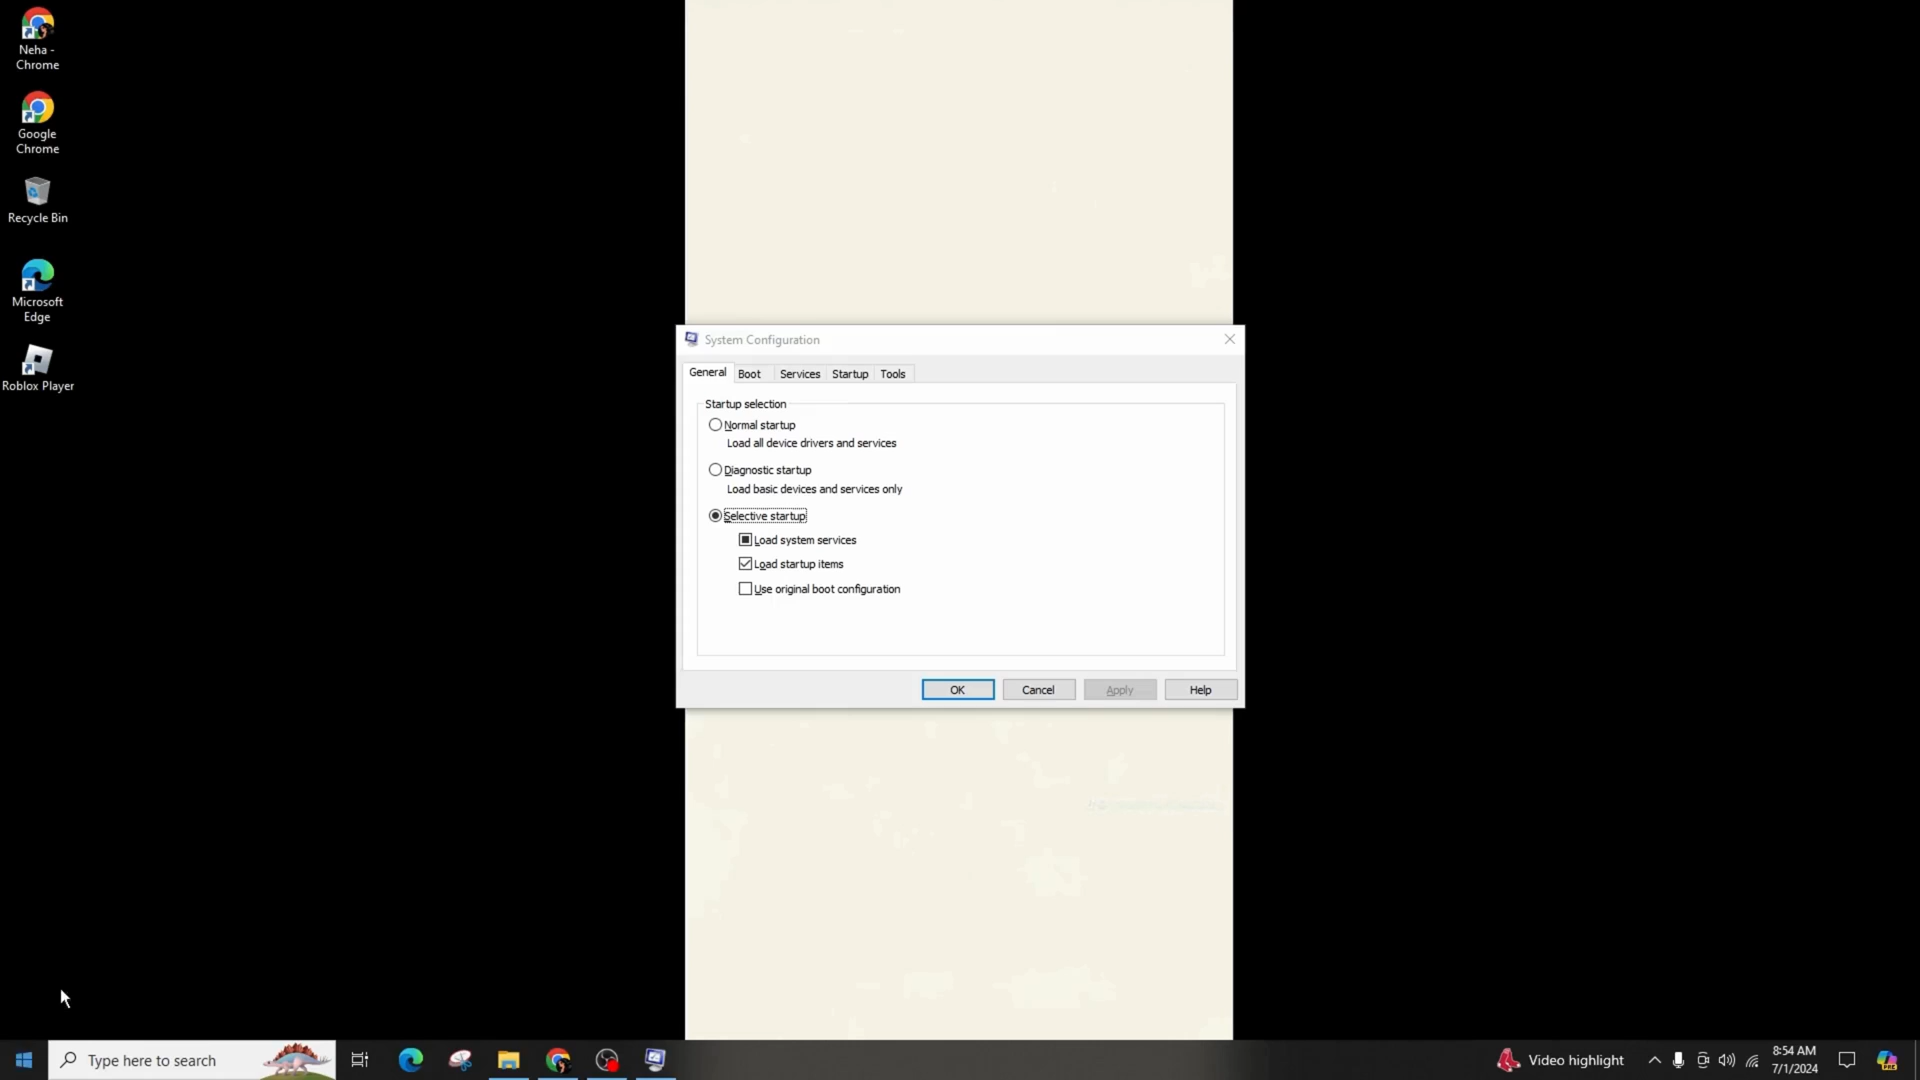 Neha -
Chrome
Google
Chrome
Recycle Bin
Microsoft
Edge
Roblox Player
System Configuration
General Boot Services Startup Tools
Startup selection
Normal startup
Load all device drivers and services
Diagnostic startup
Load basic devices and services only
Selective startup
Load system services
Load startup items
Use original boot configuration
OK Cancel Apply Help
Type here to search
Video highlight
8:54 AM
7/1/2024